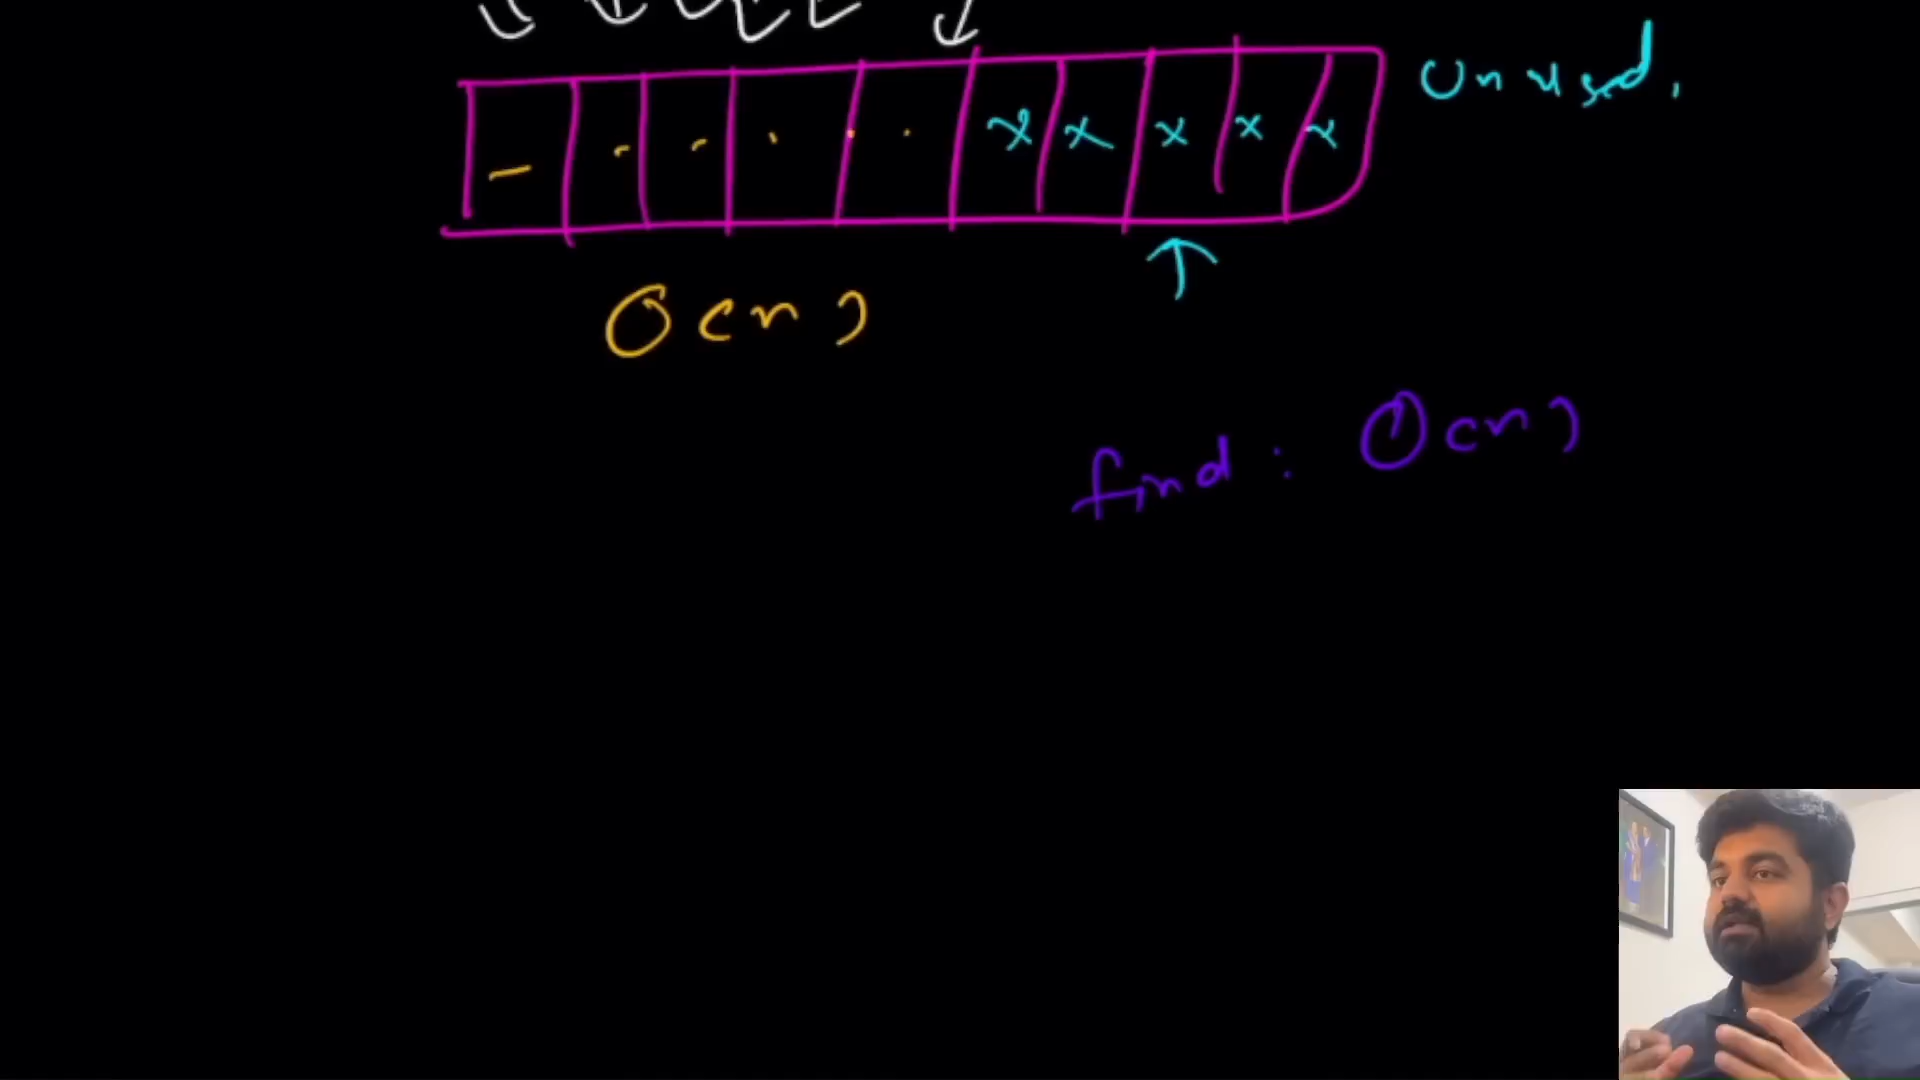 Unused.
x x x x x
O(n)
find : O(n)